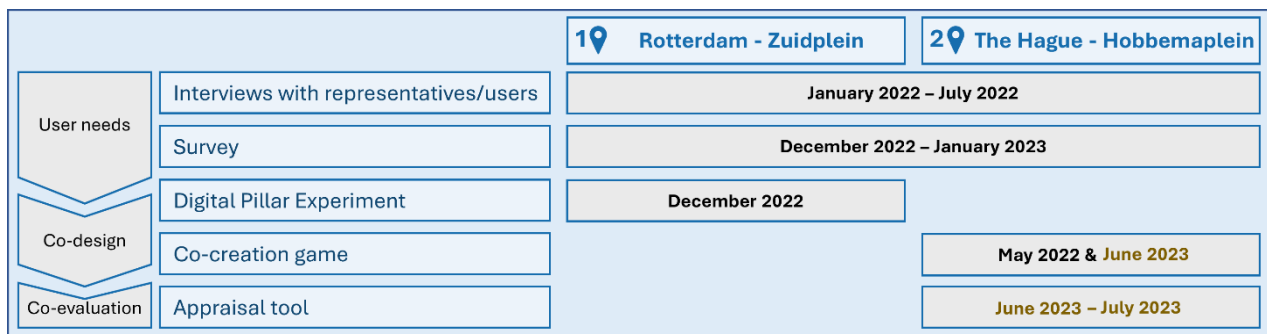 1 Rotterdam - Zuidplein
2 The Hague - Hobbemaplein
User needs
Interviews with representatives/users
January 2022 – July 2022
Survey
December 2022 – January 2023
Digital Pillar Experiment
December 2022
Co-design
Co-creation game
May 2022 & June 2023
Co-evaluation
Appraisal tool
June 2023 – July 2023